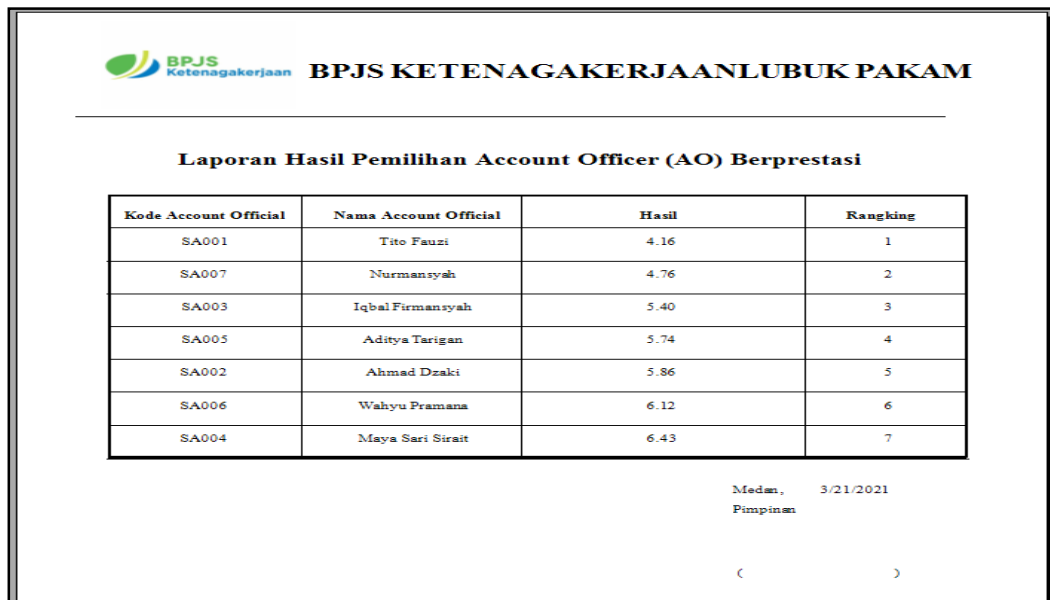 BPJS
Ketenagakerjaan
BPJS KETENAGAKERJAANLUBUK PAKAM
Laporan Hasil Pemilihan Account Officer (AO) Berprestasi
Kode Account Official Nama Account Official Hasil Rangking
SA001 Tito Fauzi 4.16 1
SA007 Nurmansyah 4.76 2
SA003 Iqbal Firmansyah 5.40 3
SA005 Aditya Tarigan 5.74 4
SA002 Ahmad Dzaki 5.86 5
SA006 Wahyu Pramana 6.12 6
SA004 Maya Sari Sirait 6.43 7
Medan, 3/21/2021
Pimpinan
( )